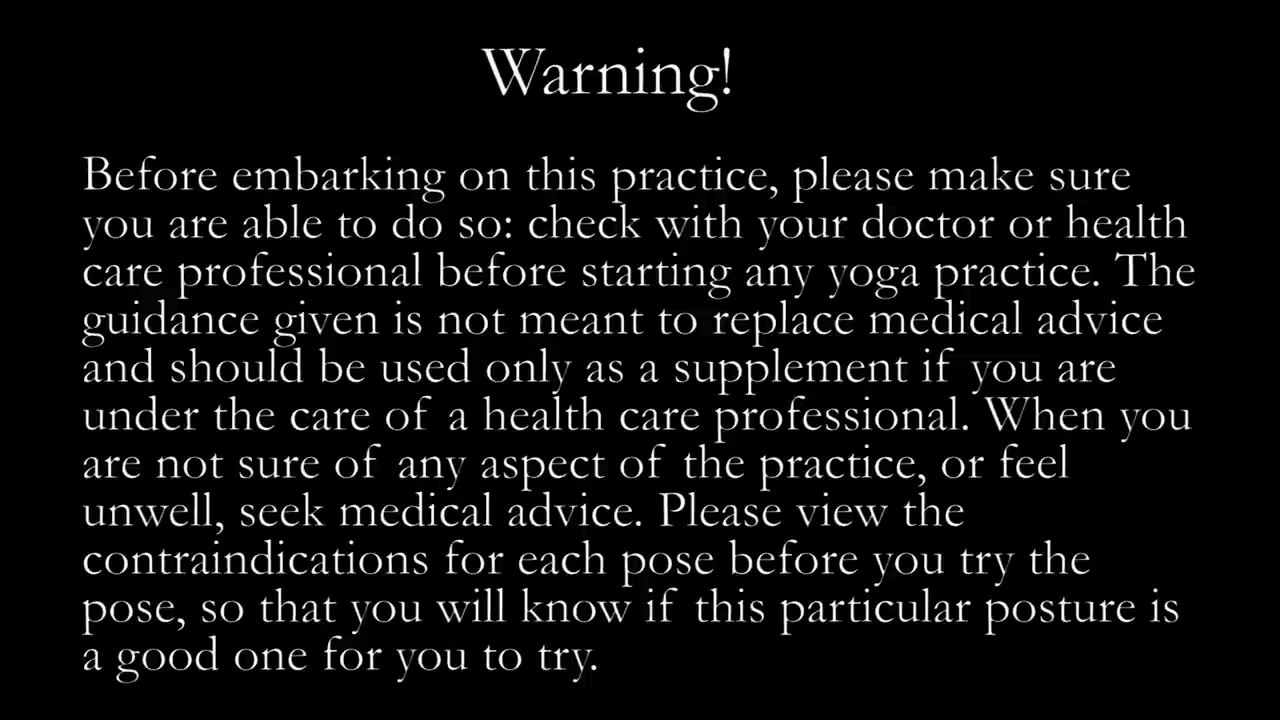 Warning!
Before embarking on this practice, please make sure
you are able to do so: check with your doctor or health
care professional before starting any yoga practice. The
guidance given is not meant to replace medical advice
and should be used only as a supplement if you are
under the care of a health care professional. When you
are not sure of any aspect of the practice, or feel
unwell, seek medical advice. Please view the
contraindications for each pose before you try the
pose, so that you will know if this particular posture is
a good one for you to try.